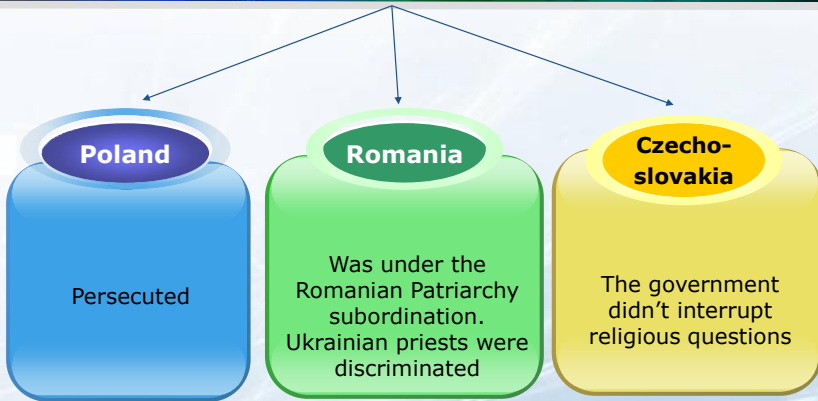 Poland
Persecuted
Romania
Was under the
Romanian Patriarchy
subordination.
Ukrainian priests were
discriminated
Czecho-
slovakia
The government
didn't interrupt
religious questions